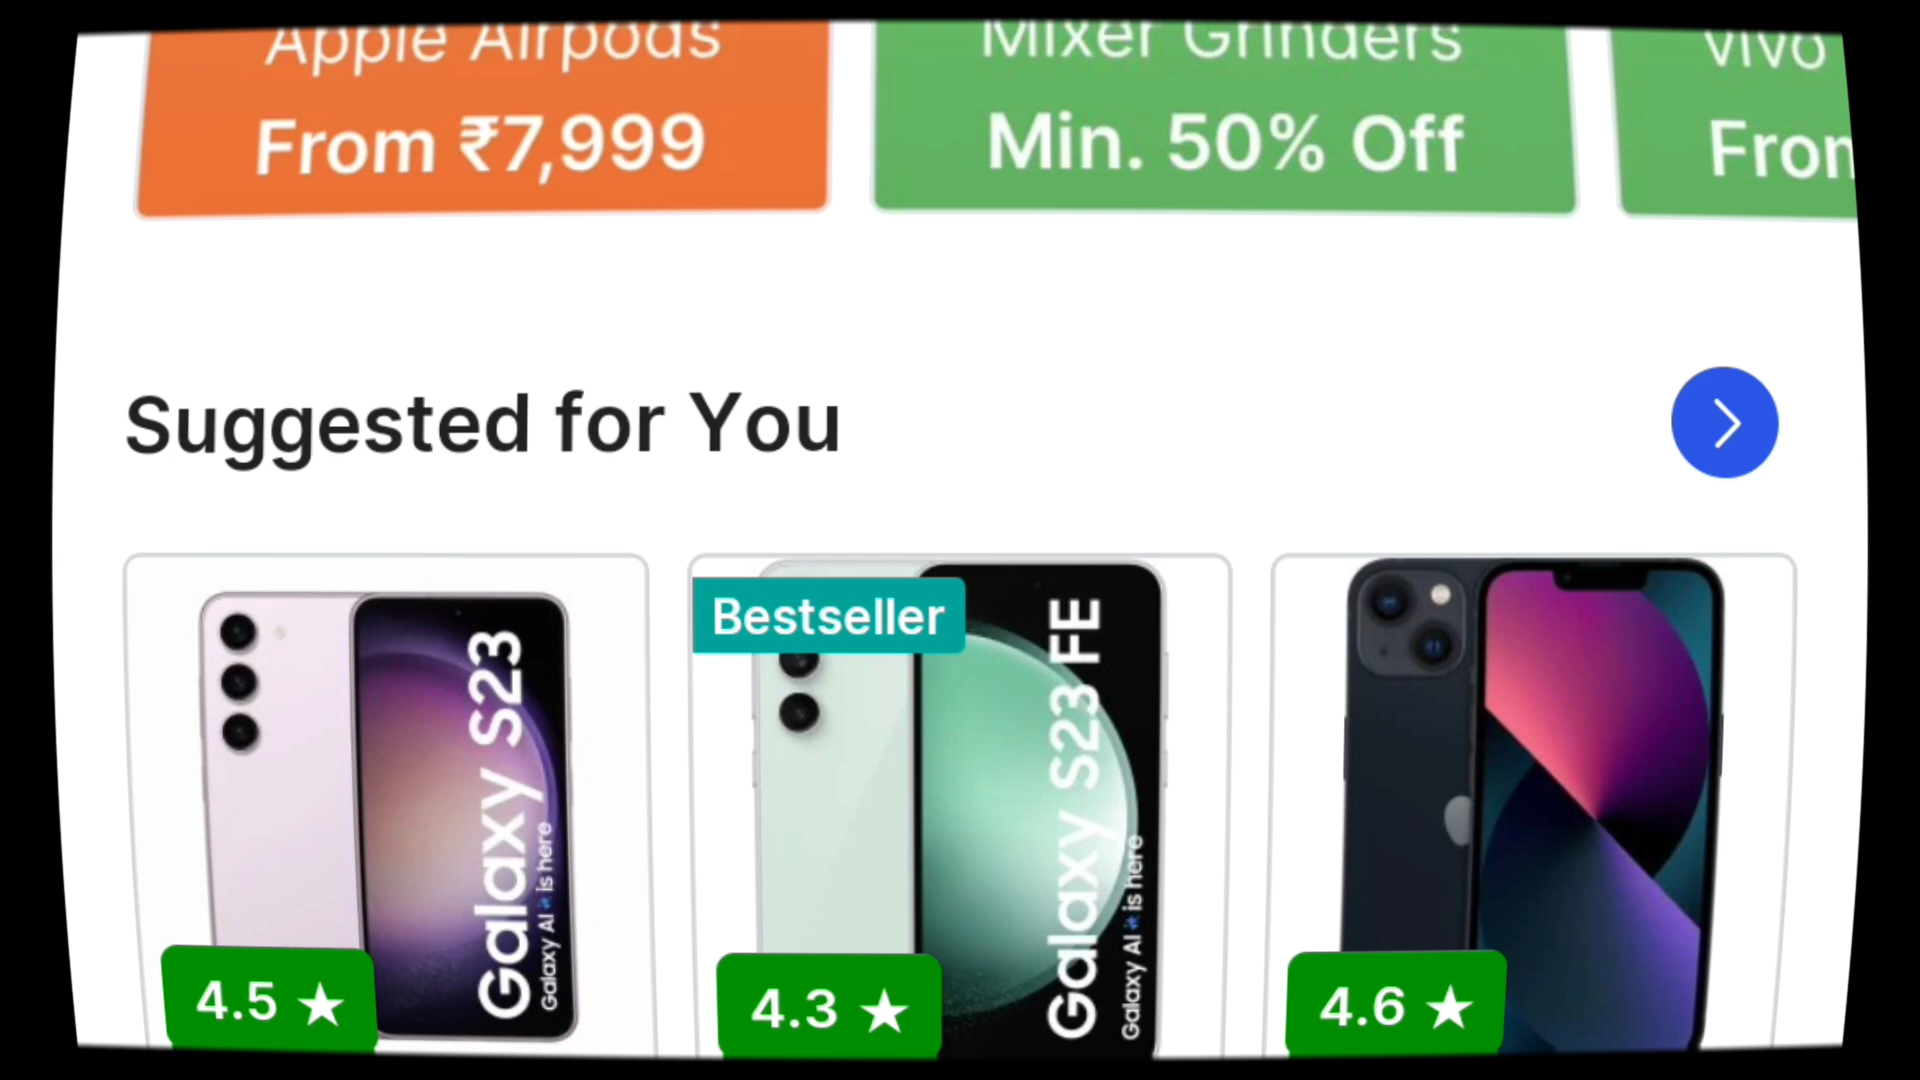 Apple Airpods
From ₹7,999
Mixer Grinders
Min. 50% Off
vivo
Suggested for You
Galaxy S23
Galaxy AI is here
4.5 ★
Bestseller
Galaxy S23 FE
Galaxy AI is here
4.3 ★
4.6 ★